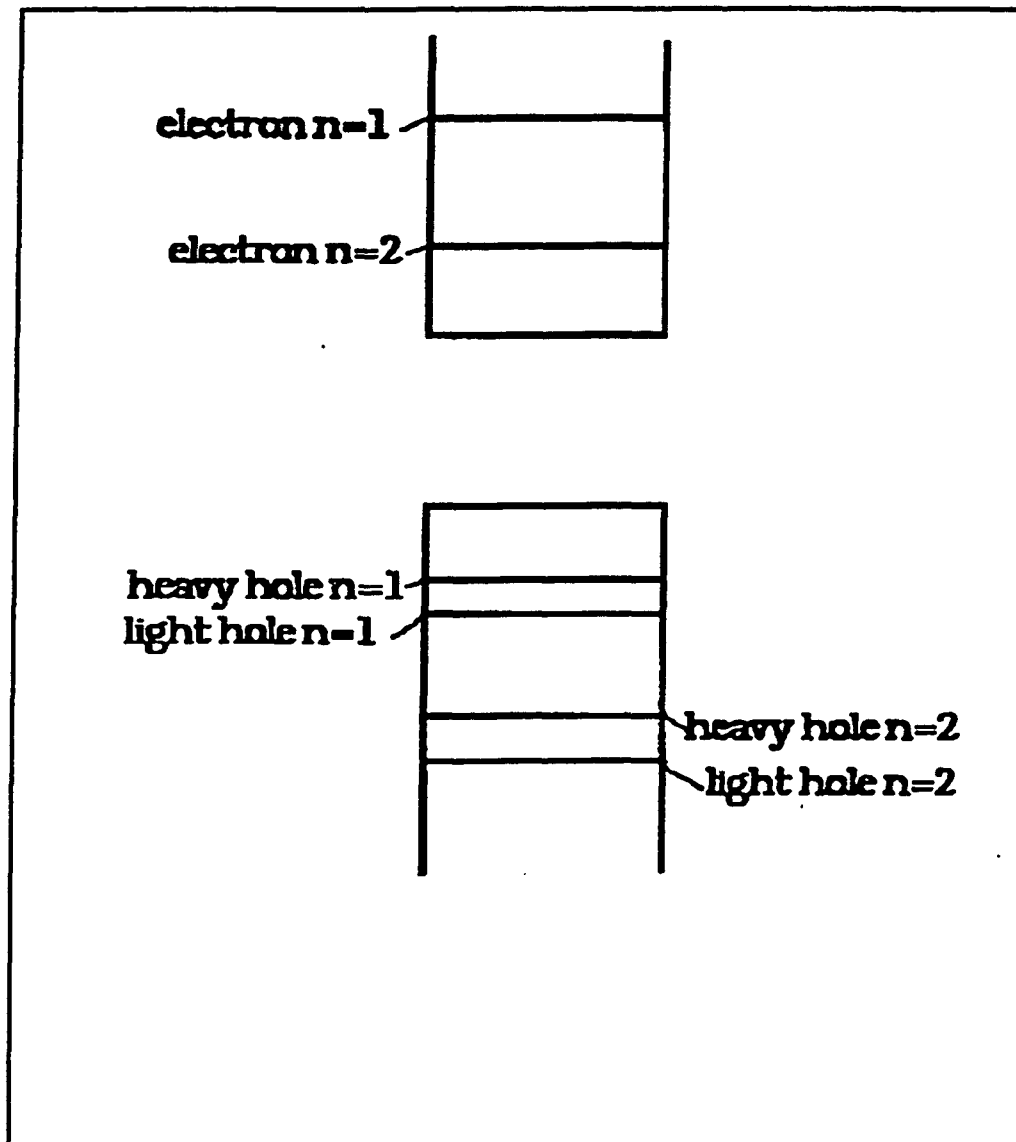 electron n=1
electron n=2
heavy hole n=1
light hole n=1
heavy hole n=2
light hole n=2